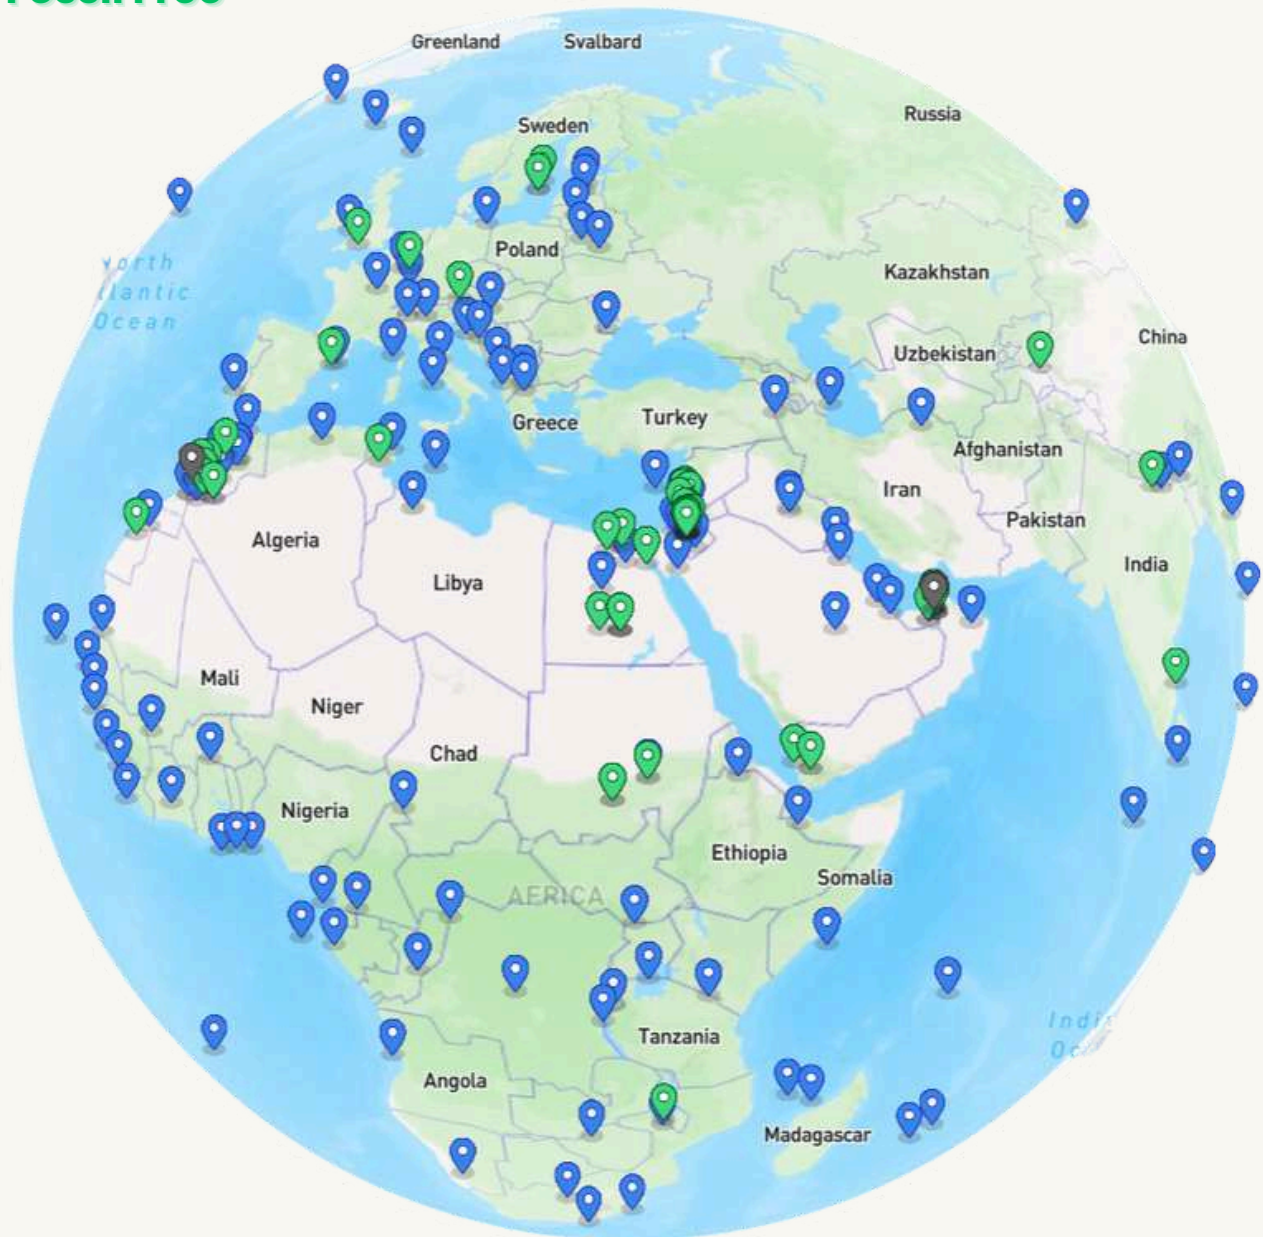 Greenland
Svalbard
Russia
Sweden
North
Atlantic
Ocean
Poland
Kazakhstan
China
Uzbekistan
Greece
Turkey
Afghanistan
Iran
Pakistan
Algeria
Libya
India
Mali
Niger
Chad
Nigeria
Ethiopia
Somalia
AFRICA
Tanzania
Angola
Madagascar